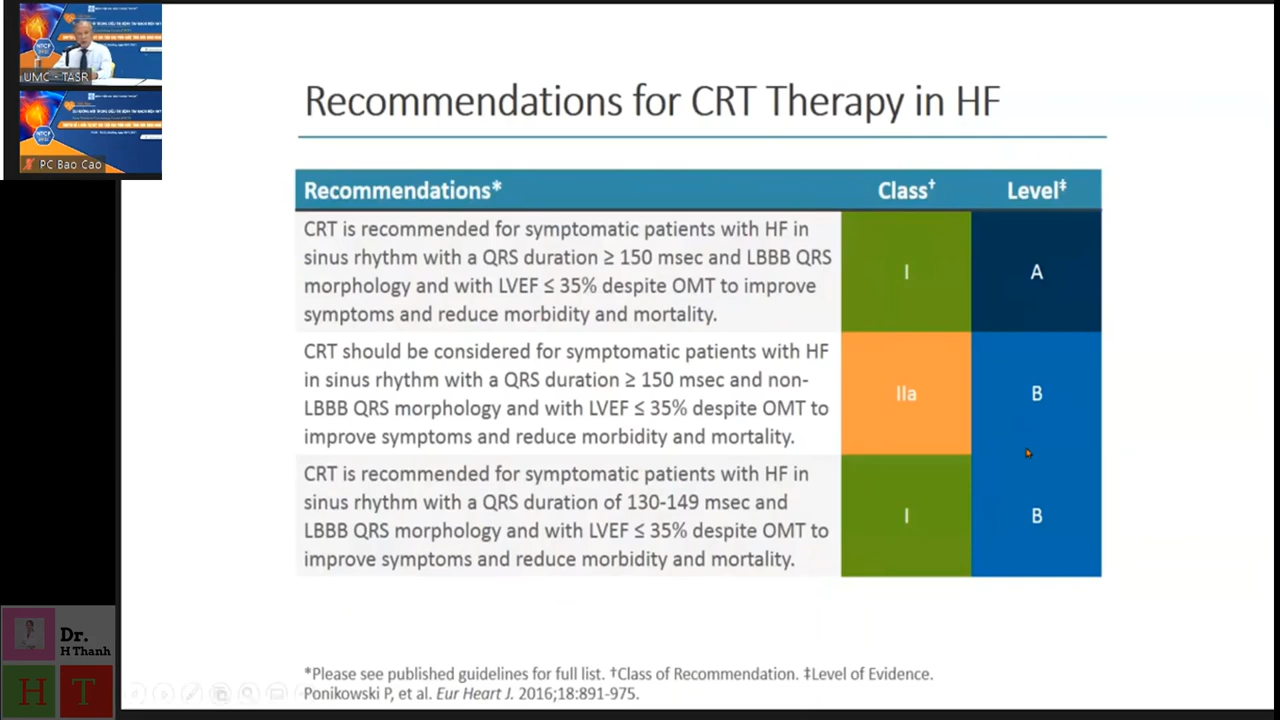 UMC - TASR
NTCF
PC Bao Cao
Recommendations for CRT Therapy in HF
Recommendations* Class† Level‡
CRT is recommended for symptomatic patients with HF in
sinus rhythm with a QRS duration ≥ 150 msec and LBBB QRS
morphology and with LVEF ≤ 35% despite OMT to improve
symptoms and reduce morbidity and mortality.
I A
CRT should be considered for symptomatic patients with HF
in sinus rhythm with a QRS duration ≥ 150 msec and non-
LBBB QRS morphology and with LVEF ≤ 35% despite OMT to
improve symptoms and reduce morbidity and mortality.
IIa B
CRT is recommended for symptomatic patients with HF in
sinus rhythm with a QRS duration of 130-149 msec and
LBBB QRS morphology and with LVEF ≤ 35% despite OMT to
improve symptoms and reduce morbidity and mortality.
I B
*Please see published guidelines for full list. †Class of Recommendation. ‡Level of Evidence.
Ponikowski P, et al. Eur Heart J. 2016;18:891-975.
Dr.
H Thanh
H T